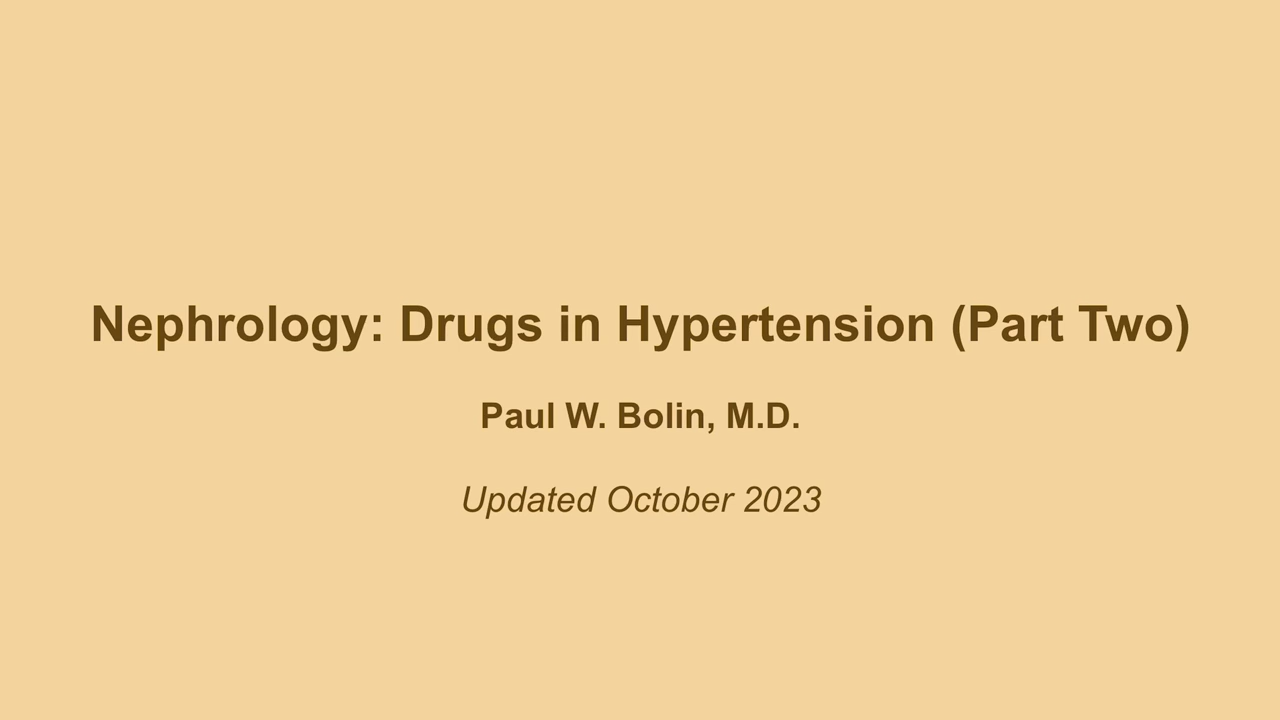 Nephrology: Drugs in Hypertension (Part Two)
Paul W. Bolin, M.D.
Updated October 2023